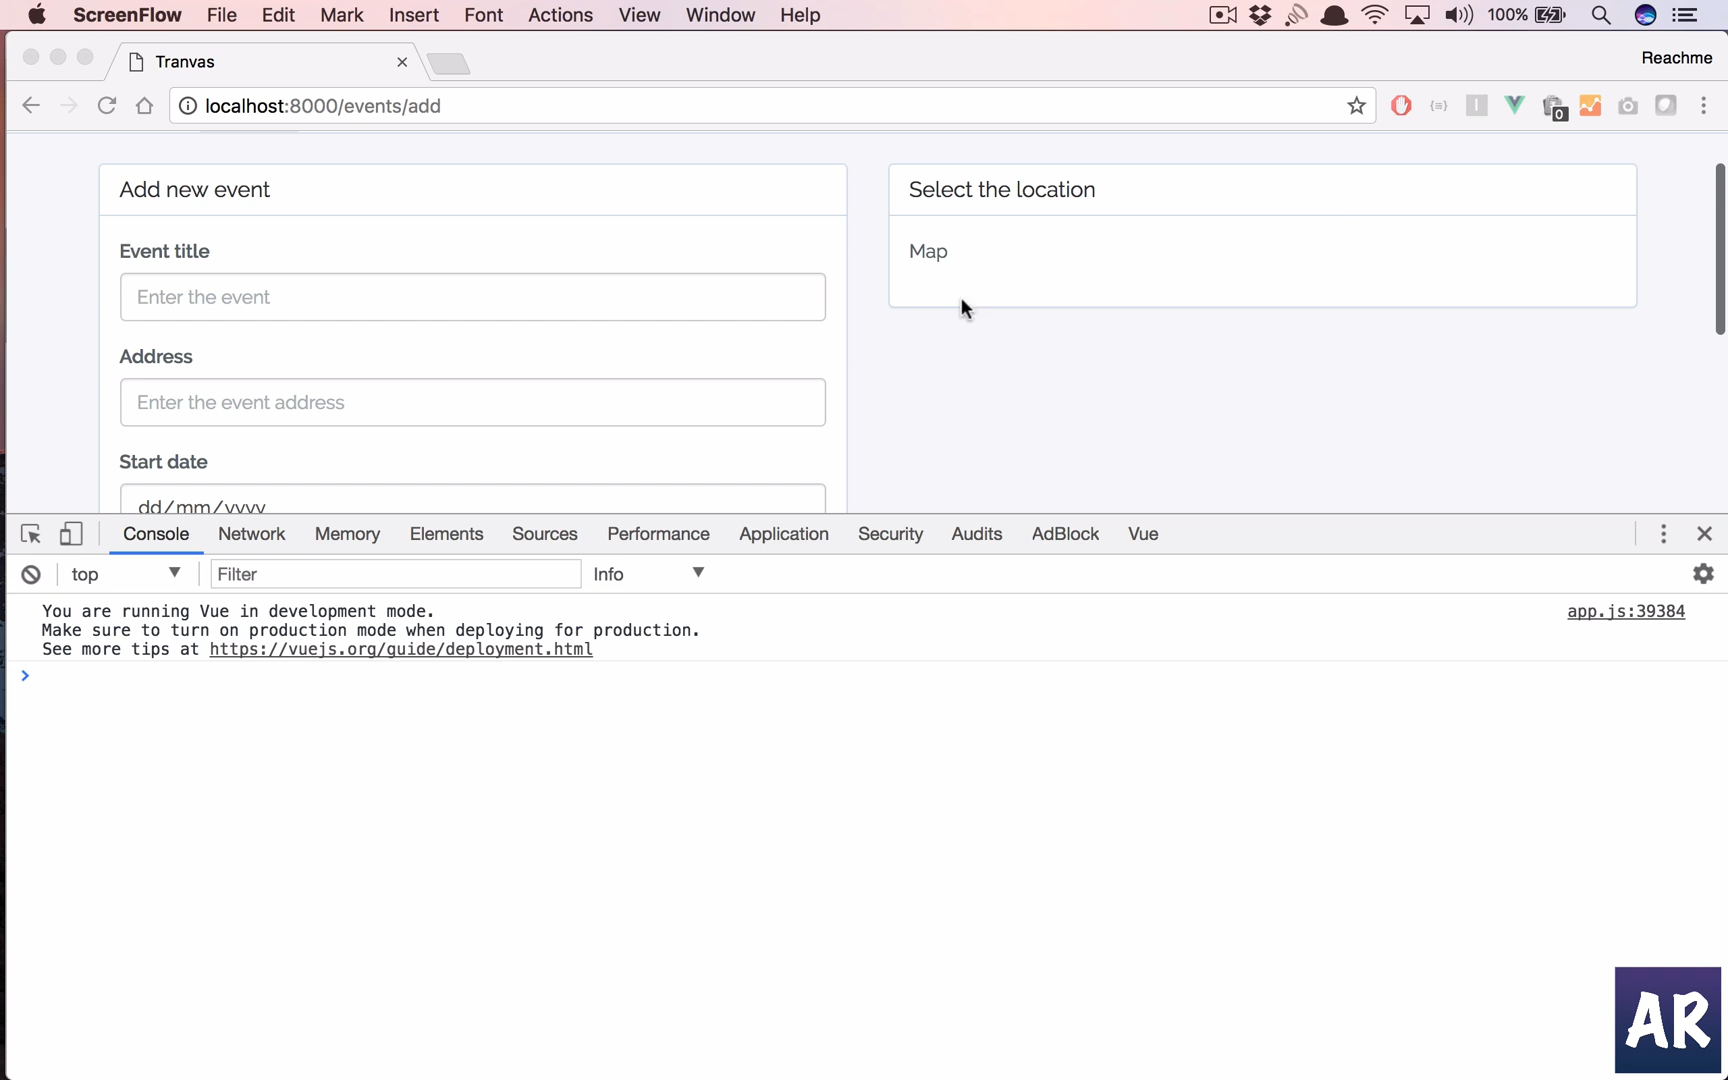 ScreenFlow File Edit Mark Insert Font Actions View Window Help 100%
Tranvas
Reachme
localhost:8000/events/add
0
Add new event
Select the location
Event title
Map
Enter the event
Address
Enter the event address
Start date
dd/mm/yyyy
Console Network Memory Elements Sources Performance Application Security Audits AdBlock Vue
top Filter Info
You are running Vue in development mode. app.js:39384
Make sure to turn on production mode when deploying for production.
See more tips at https://vuejs.org/guide/deployment.html
AR